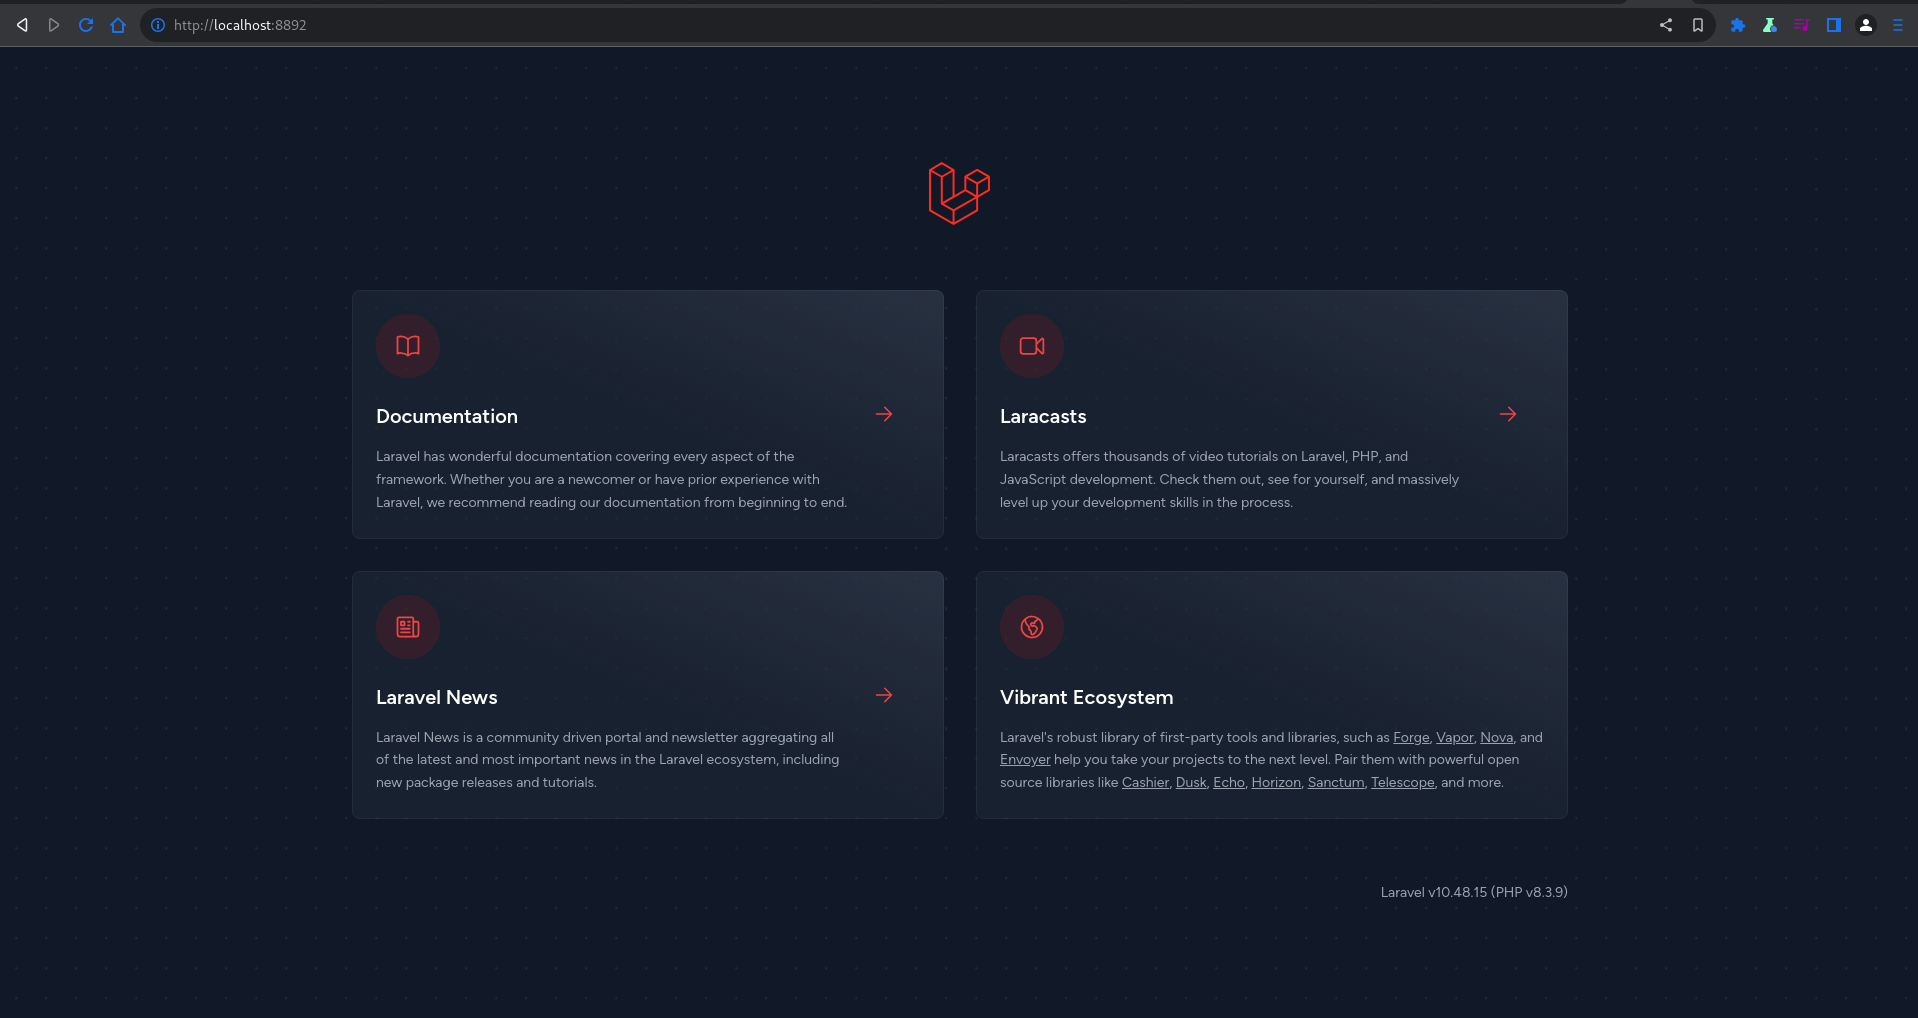 http://localhost:8892
Documentation
Laravel has wonderful documentation covering every aspect of the
framework. Whether you are a newcomer or have prior experience with
Laravel, we recommend reading our documentation from beginning to end.
Laracasts
Laracasts offers thousands of video tutorials on Laravel, PHP, and
JavaScript development. Check them out, see for yourself, and massively
level up your development skills in the process.
Laravel News
Laravel News is a community driven portal and newsletter aggregating all
of the latest and most important news in the Laravel ecosystem, including
new package releases and tutorials.
Vibrant Ecosystem
Laravel's robust library of first-party tools and libraries, such as Forge, Vapor, Nova, and
Envoyer help you take your projects to the next level. Pair them with powerful open
source libraries like Cashier, Dusk, Echo, Horizon, Sanctum, Telescope, and more.
Laravel v10.48.15 (PHP v8.3.9)